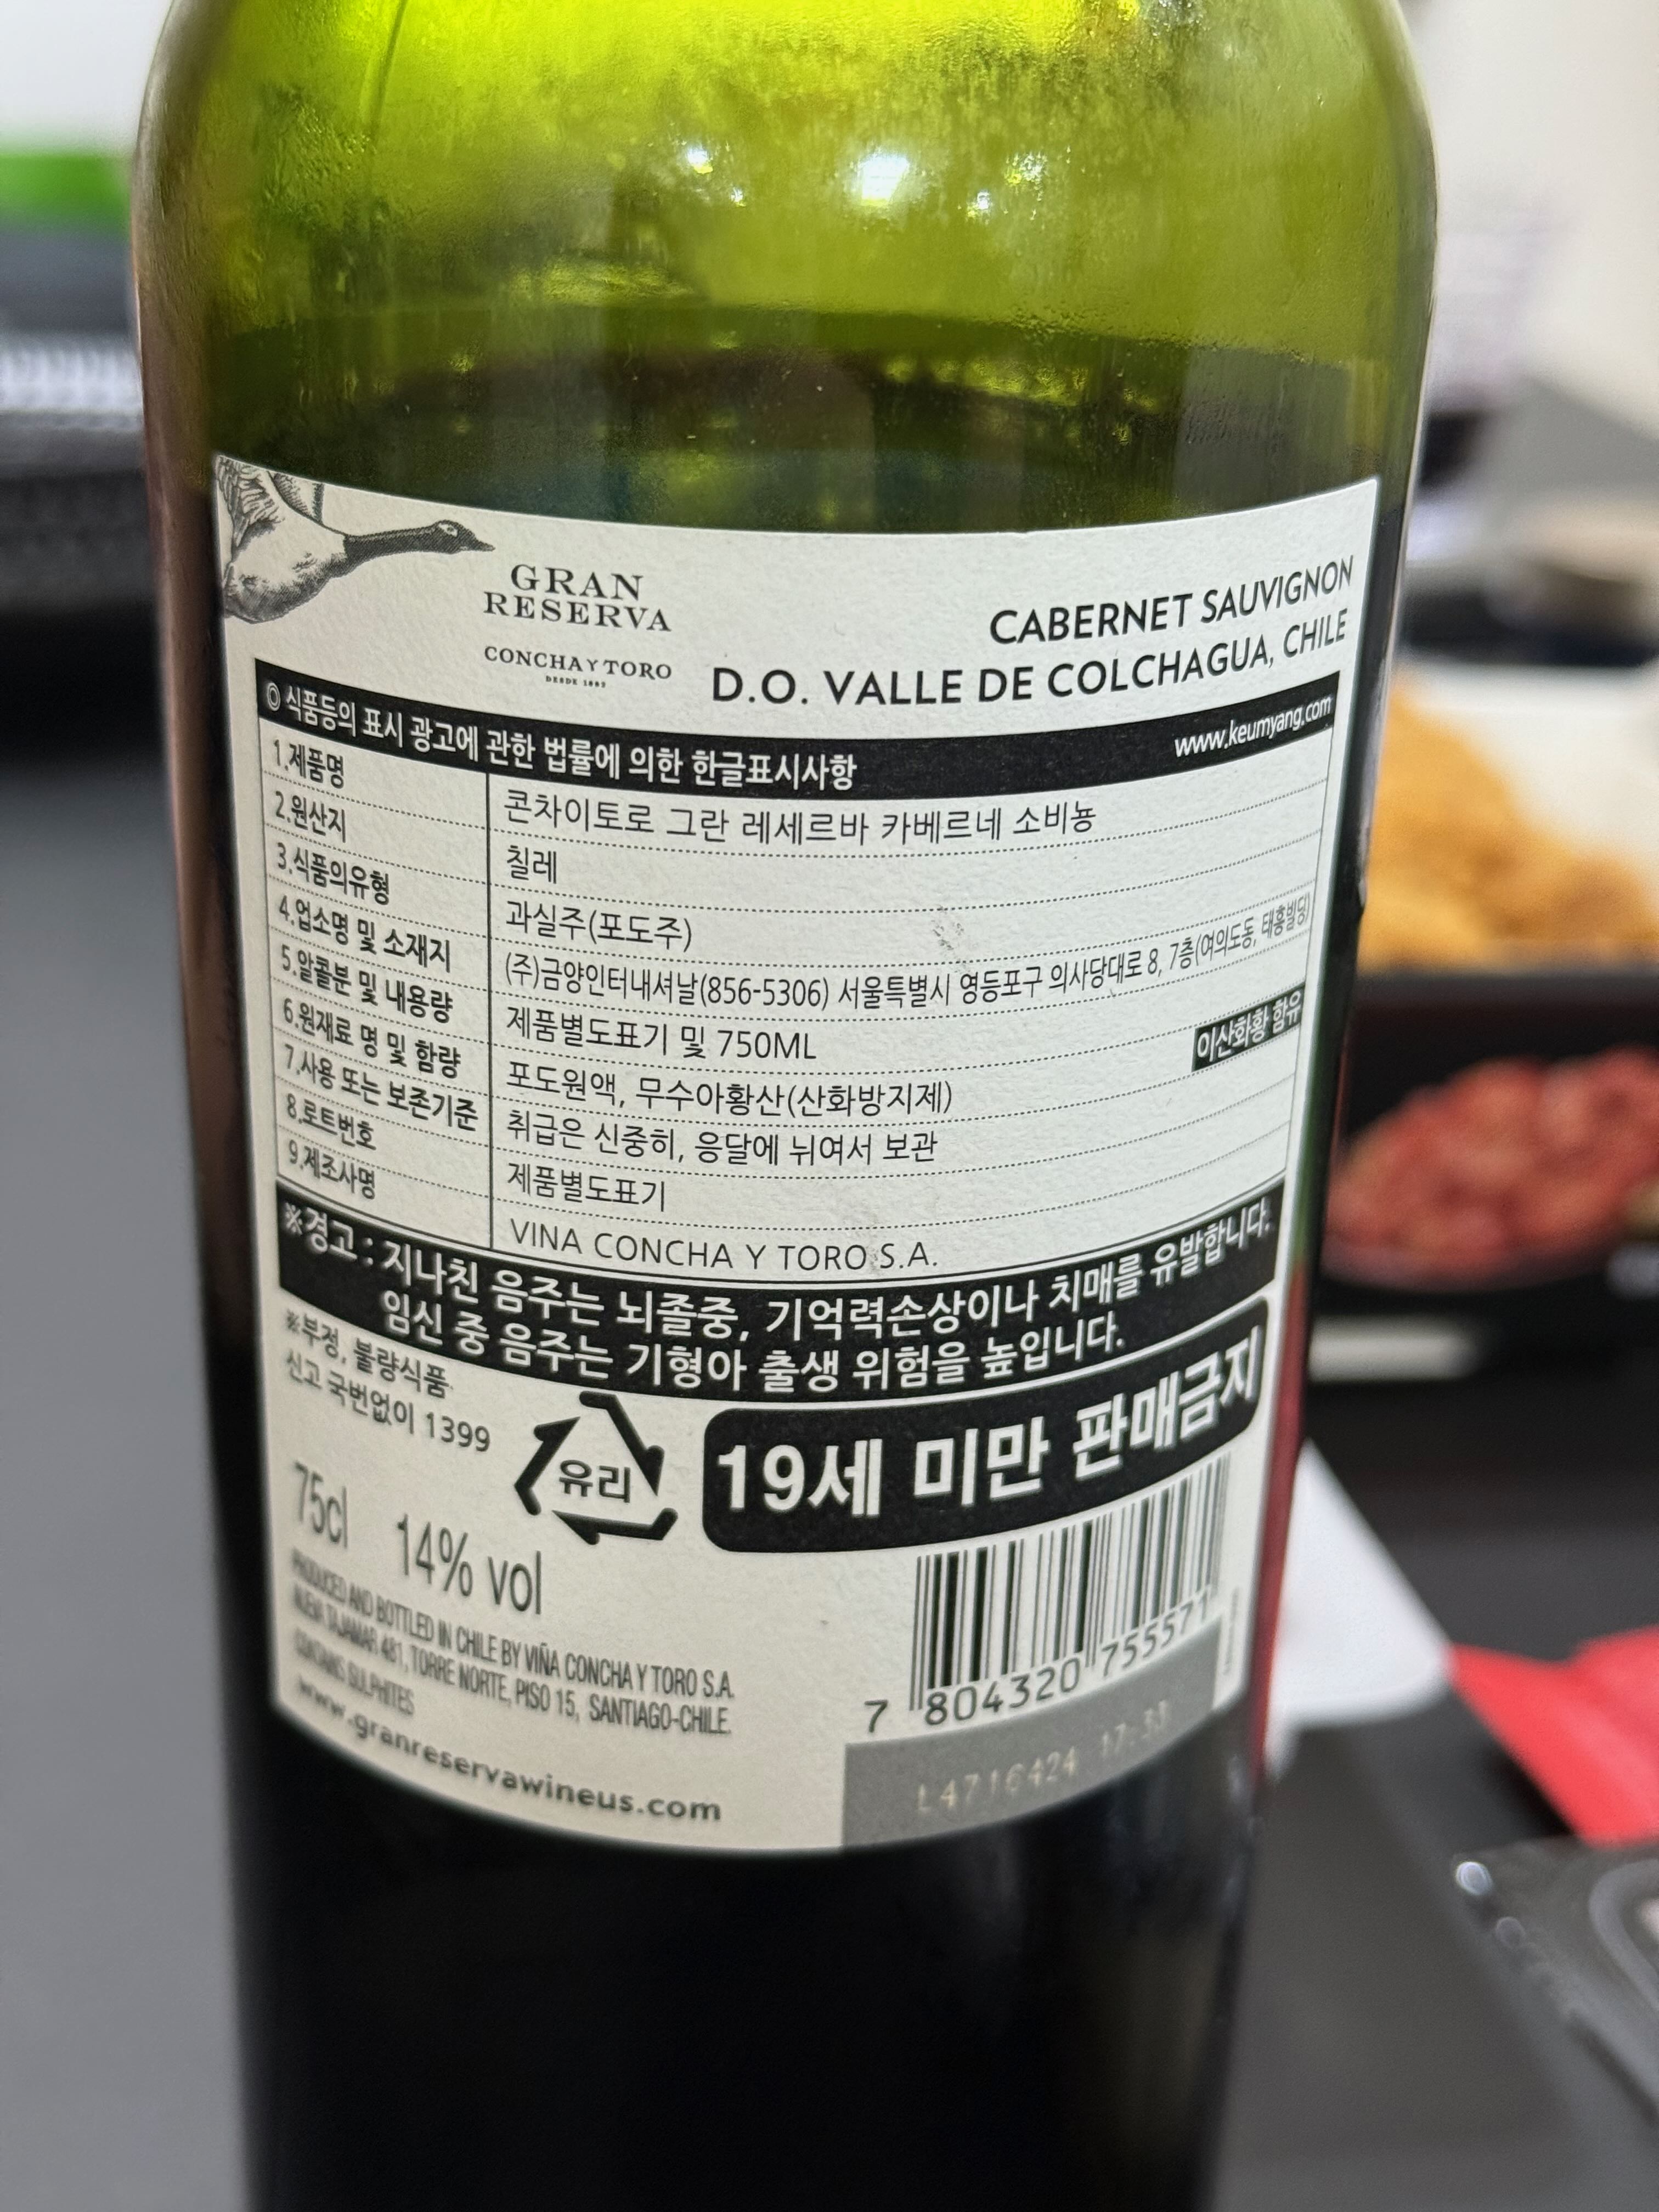 GRAN
RESERVA
CONCHA Y TORO
DESDE 1883
CABERNET SAUVIGNON
D.O. VALLE DE COLCHAGUA, CHILE
◎ 식품등의 표시 광고에 관한 법률에 의한 한글표시사항 www.keumyang.com
1.제품명 콘차이토로 그란 레세르바 카베르네 소비뇽
2.원산지 칠레
3.식품의유형 과실주(포도주)
4.업소명 및 소재지 (주)금양인터내셔날(856-5306) 서울특별시 영등포구 의사당대로 8, 7층(여의도동, 태흥빌딩)
5.알콜분 및 내용량 제품별도표기 및 750ML 이산화황 함유
6.원재료 명 및 함량 포도원액, 무수아황산(산화방지제)
7.사용 또는 보존기준 취급은 신중히, 응달에 뉘여서 보관
8.로트번호 제품별도표기
9.제조사명 VINA CONCHA Y TORO S.A.
※경고 : 지나친 음주는 뇌졸중, 기억력손상이나 치매를 유발합니다.
임신 중 음주는 기형아 출생 위험을 높입니다.
※부정, 불량식품
신고 국번없이 1399
유리
19세 미만 판매금지
75cl 14% vol
PRODUCED AND BOTTLED IN CHILE BY VIÑA CONCHA Y TORO S.A.
NUEVA TAJAMAR 481, TORRE NORTE, PISO 15, SANTIAGO-CHILE.
CONTAINS SULPHITES
www.granreservawineus.com
7 804320 755571
L4716424 17:33